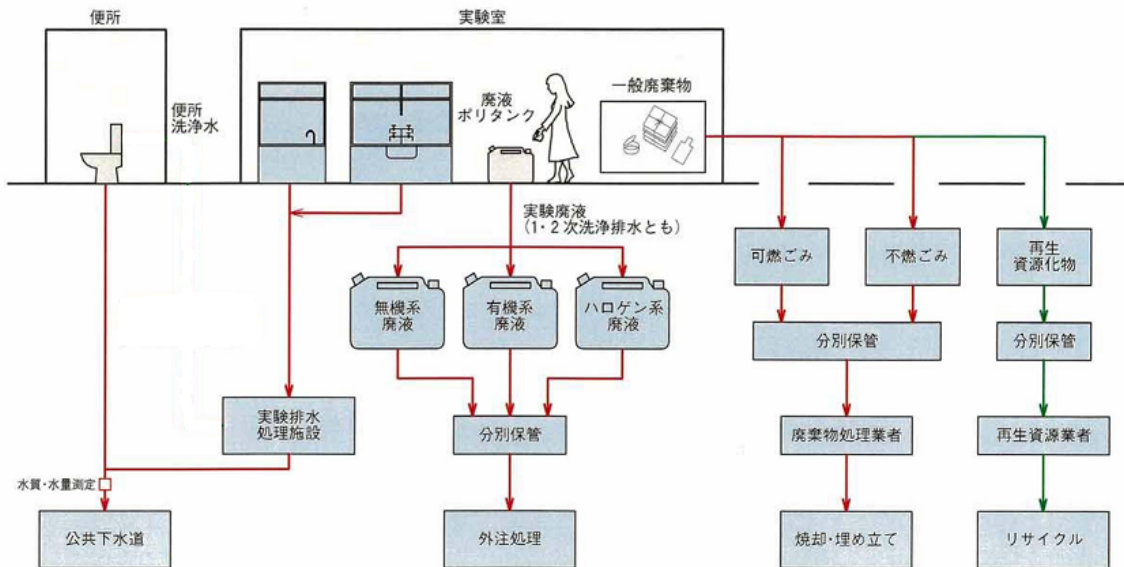 便所
実験室
便所
洗浄水
廃液
ポリタンク
一般廃棄物
実験廃液
(1・2次洗浄排水とも)
無機系
廃液
有機系
廃液
ハロゲン系
廃液
可燃ごみ
不燃ごみ
再生
資源化物
分別保管
分別保管
実験排水
処理施設
分別保管
廃棄物処理業者
再生資源業者
水質・水量測定
公共下水道
外注処理
焼却・埋め立て
リサイクル